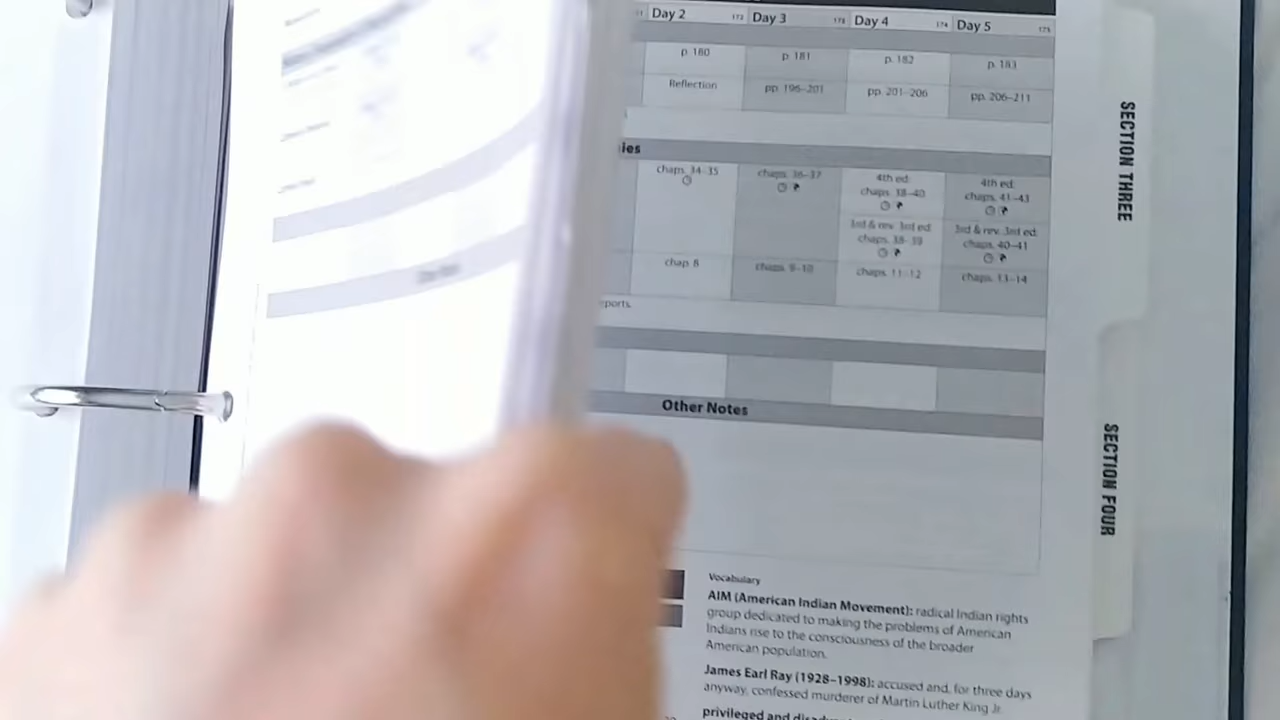 Day 2 172 Day 3 173 Day 4 174 Day 5 175
p. 180 p. 181 p. 182 p. 183
Reflection pp. 196–201 pp. 201–206 pp. 206–211
ies
chaps. 34–35 chaps. 36–37 4th ed: 4th ed:
chaps. 38–40 chaps. 41–43
3rd & rev. 3rd ed: 3rd & rev. 3rd ed:
chaps. 38–39 chaps. 40–41
chap. 8 chaps. 9–10 chaps. 11–12 chaps. 13–14
ports.
Other Notes
SECTION THREE
SECTION FOUR
Vocabulary
AIM (American Indian Movement): radical Indian rights
group dedicated to making the problems of American
Indians rise to the consciousness of the broader
American population.
James Earl Ray (1928–1998): accused and, for three days
anyway, confessed murderer of Martin Luther King Jr.
privileged and